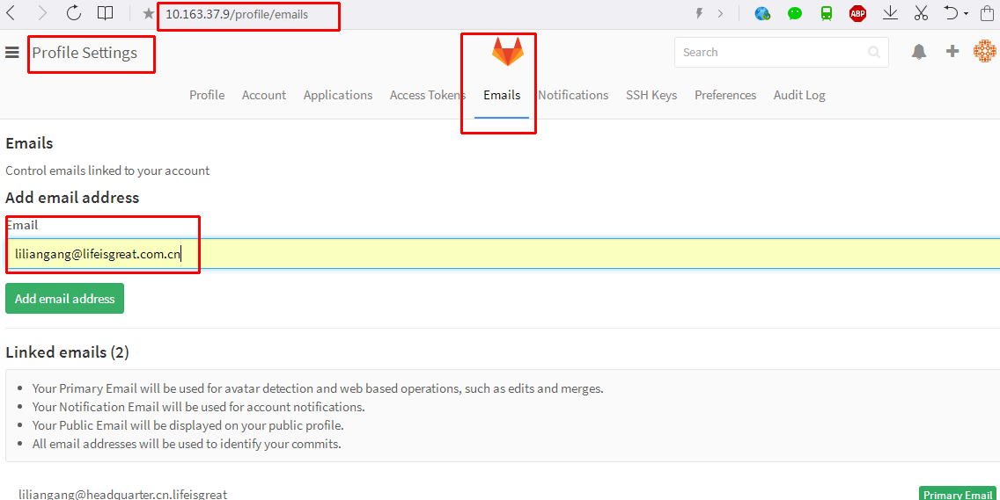 10.163.37.9/profile/emails
ABP
Profile Settings
Search
Profile Account Applications Access Tokens Emails Notifications SSH Keys Preferences Audit Log
Emails
Control emails linked to your account
Add email address
Email
liliangang@lifeisgreat.com.cn
Add email address
Linked emails (2)
Your Primary Email will be used for avatar detection and web based operations, such as edits and merges.
Your Notification Email will be used for account notifications.
Your Public Email will be displayed on your public profile.
All email addresses will be used to identify your commits.
liliangang@headquarter.cn.lifeisgreat Primary Email